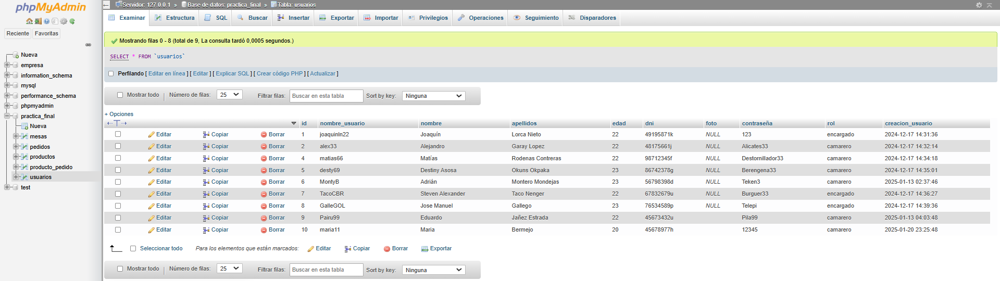 phpMyAdmin
Reciente Favoritas
Nueva
empresa
information_schema
mysql
performance_schema
phpmyadmin
practica_final
Nueva
mesas
pedidos
productos
producto_pedido
usuarios
test
Servidor: 127.0.0.1 » Base de datos: practica_final » Tabla: usuarios
Examinar Estructura SQL Buscar Insertar Exportar Importar Privilegios Operaciones Seguimiento Disparadores
Mostrando filas 0 - 8 (total de 9, La consulta tardó 0,0005 segundos.)
SELECT * FROM `usuarios`
Perfilando [ Editar en línea ] [ Editar ] [ Explicar SQL ] [ Crear código PHP ] [ Actualizar ]
Mostrar todo | Número de filas: 25 Filtrar filas: Buscar en esta tabla Sort by key: Ninguna
+ Opciones
←T→ id nombre_usuario nombre apellidos edad dni foto contraseña rol creacion_usuario
Editar Copiar Borrar 1 joaquinln22 Joaquín Lorca Nieto 22 49195871k NULL 123 encargado 2024-12-17 14:31:36
Editar Copiar Borrar 2 alex33 Alejandro Garay Lopez 22 48175661j NULL Alicates33 camarero 2024-12-17 14:32:14
Editar Copiar Borrar 4 matias66 Matías Rodenas Contreras 22 98712345f NULL Destornillador33 camarero 2024-12-17 14:34:18
Editar Copiar Borrar 5 desty69 Destiny Asosa Okuns Okpaka 23 86742378g NULL Berengena33 camarero 2024-12-17 14:35:01
Editar Copiar Borrar 6 MontyB Adrián Montero Mondejas 23 56798398d NULL Teken3 camarero 2025-01-13 02:37:46
Editar Copiar Borrar 7 TacoCBR Steven Alexander Taco Nenger 22 67832679u NULL Burguer33 encargado 2024-12-17 14:36:27
Editar Copiar Borrar 8 GalleGOL Jose Manuel Gallego 23 76534589p NULL Telepi encargado 2024-12-17 14:39:36
Editar Copiar Borrar 9 Pairu99 Eduardo Jañez Estrada 22 45673432u Pila99 camarero 2025-01-13 04:03:48
Editar Copiar Borrar 10 maria11 Maria Bermejo 20 45678977h 12345 camarero 2025-01-20 23:25:48
Seleccionar todo Para los elementos que están marcados: Editar Copiar Borrar Exportar
Mostrar todo | Número de filas: 25 Filtrar filas: Buscar en esta tabla Sort by key: Ninguna